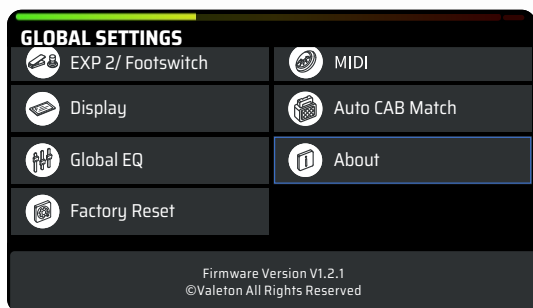 GLOBAL SETTINGS
EXP 2/ Footswitch
MIDI
Display
Auto CAB Match
Global EQ
About
Factory Reset
Firmware Version V1.2.1
©Valeton All Rights Reserved